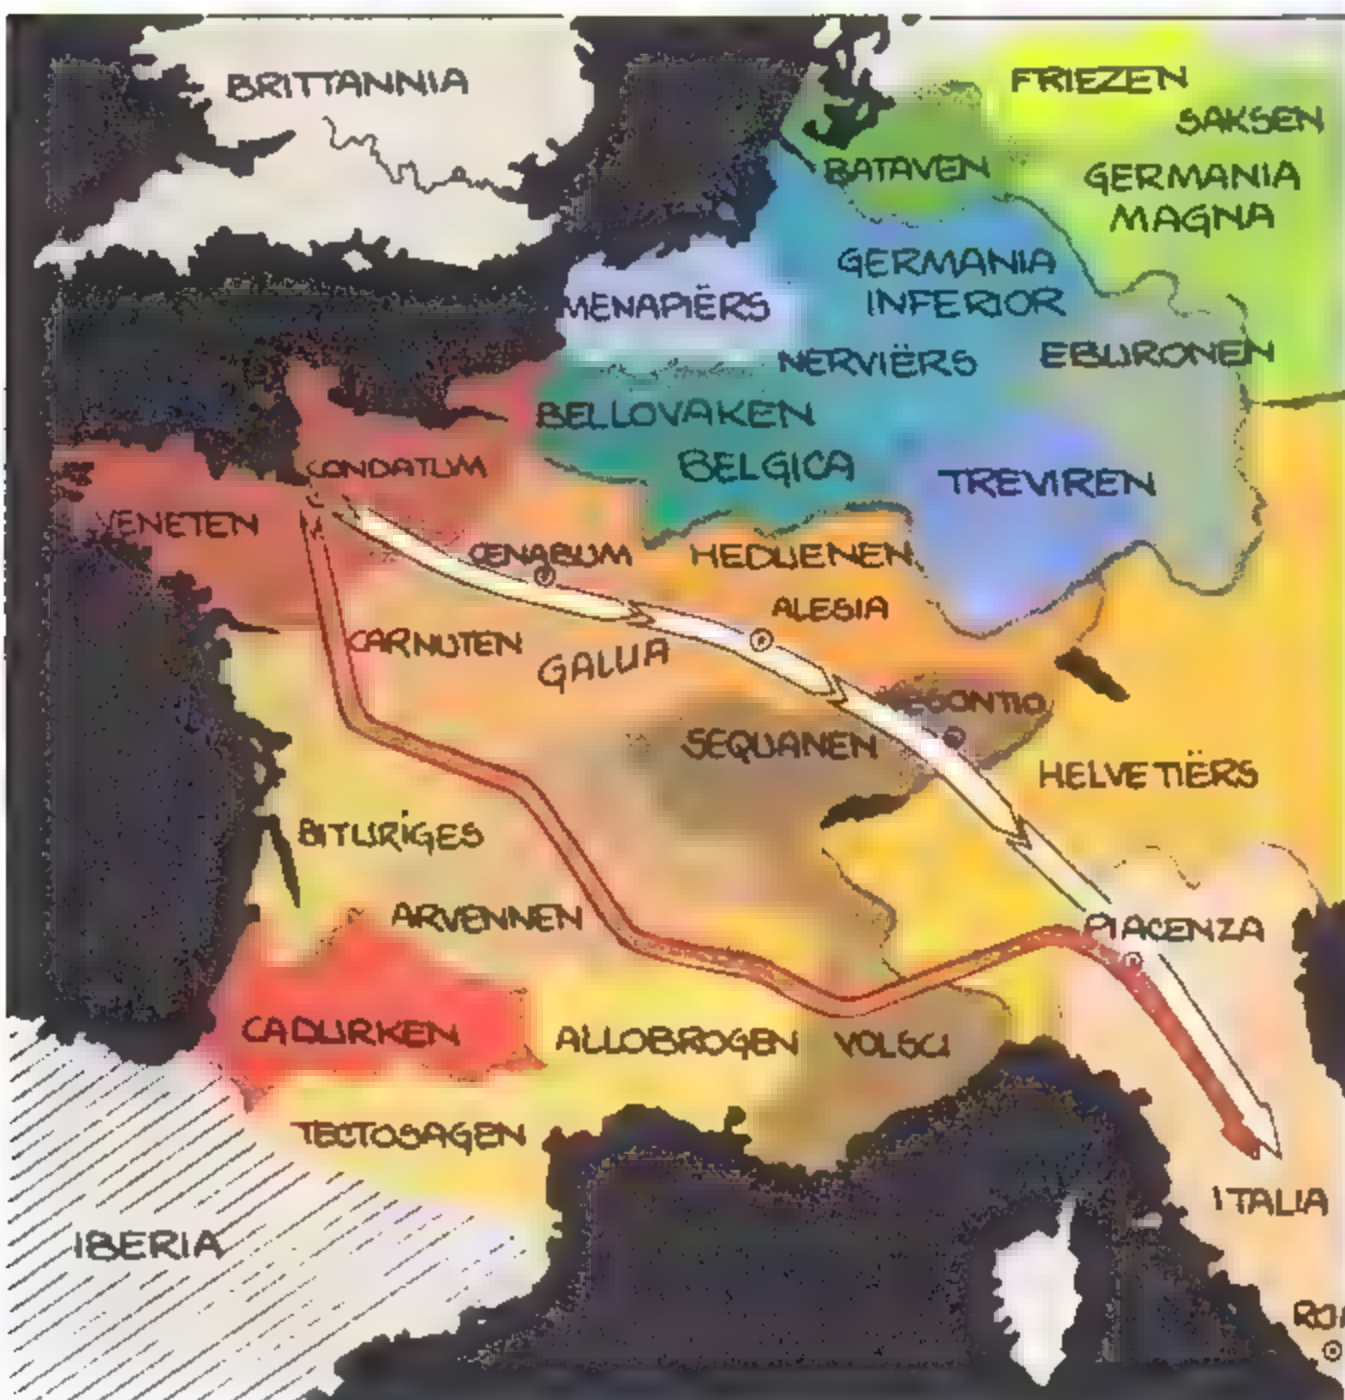 BRITTANNIA
FRIEZEN
SAKSEN
BATAVEN
GERMANIA
MAGNA
GERMANIA
INFERIOR
MENAPIËRS
NERVIËRS
EBURONEN
BELLOVAKEN
BELGICA
TREVIREN
CONDATUM
VENETEN
CENABUM
HEDUENEN
ALESIA
CARNUTEN
GALLIA
VESONTIO
SEQUANEN
HELVETIËRS
BITURIGES
ARVENNEN
PIACENZA
CADURKEN
ALLOBROGEN
VOLSCI
TECTOSAGEN
ITALIA
IBERIA